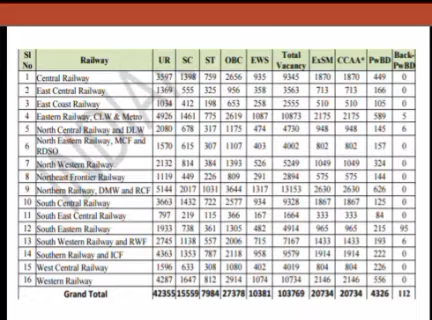 Sl No Railway UR SC ST OBC EWS Total Vacancy ExSM CCAA* PwBD Back-PwBD
1 Central Railway 3597 1398 759 2656 935 9345 1870 1870 449 0
2 East Central Railway 1369 555 325 956 358 3563 713 713 166 0
3 East Coast Railway 1034 412 198 653 258 2555 510 510 105 0
4 Eastern Railway, CLW & Metro 4926 1461 775 2619 1087 10873 2175 2175 589 5
5 North Central Railway and DLW 2080 678 317 1175 474 4730 948 948 145 6
6 North Eastern Railway, MCF and RDSO 1570 615 307 1107 403 4002 802 802 157 0
7 North Western Railway 2132 814 384 1393 526 5249 1049 1049 324 0
8 Northeast Frontier Railway 1119 449 226 809 291 2894 575 575 144 0
9 Northern Railway, DMW and RCF 5144 2017 1031 3644 1317 13153 2630 2630 626 0
10 South Central Railway 3663 1432 722 2577 934 9328 1867 1867 125 0
11 South East Central Railway 797 219 115 366 167 1664 333 333 84 0
12 South Eastern Railway 1933 738 361 1305 482 4914 965 965 215 95
13 South Western Railway and RWF 2745 1138 557 2006 715 7167 1433 1433 193 6
14 Southern Railway and ICF 4363 1353 787 2118 958 9579 1914 1914 222 0
15 West Central Railway 1596 633 308 1080 402 4019 804 804 226 0
16 Western Railway 4287 1647 812 2914 1074 10734 2146 2146 556 0
Grand Total 42355 15559 7984 27378 10381 103769 20734 20734 4326 112